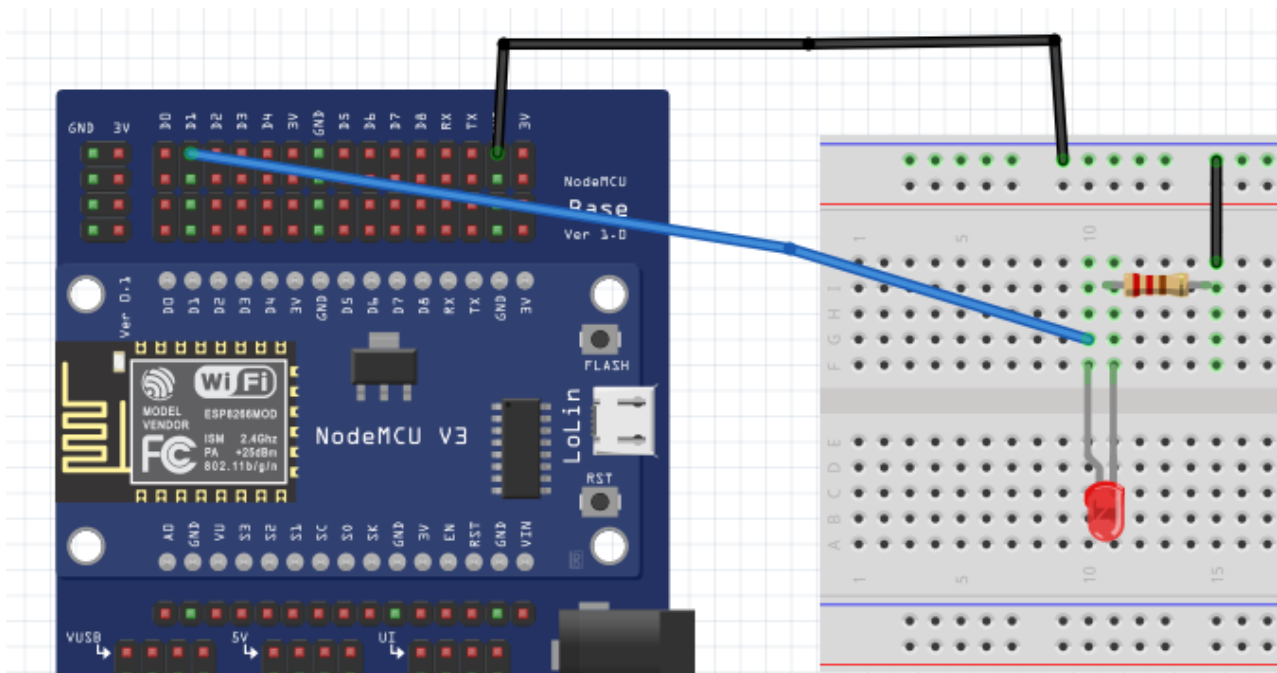 GND 3V D0 D1 D2 D3 D4 3V GND D5 D6 D7 D8 RX TX 3V
NodeMCU
Base
Ver 1.0
1 5 10
I
H
G
F
Ver 0.1
D0 D1 D2 D3 D4 3V GND D5 D6 D7 D8 RX TX GND 3V
FLASH
WiFi
MODEL
VENDOR
ESP8266MOD
FC
ISM 2.4Ghz
PA +25dBm
802.11b/g/n
NodeMCU V3
LoLin
RST
E
D
C
B
A
A0 GND VU S3 S2 S1 SC S0 SK GND 3V EN RST GND VIN
1 5 10 15
VUSB 5V UI